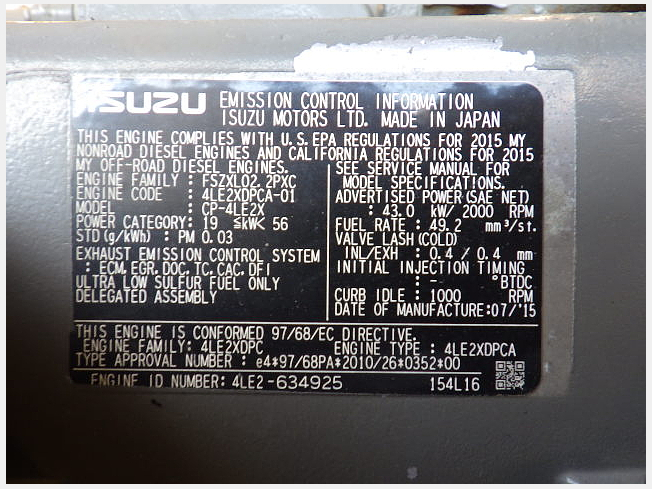 ISUZU EMISSION CONTROL INFORMATION
ISUZU MOTORS LTD. MADE IN JAPAN
THIS ENGINE COMPLIES WITH U.S. EPA REGULATIONS FOR 2015 MY
NONROAD DIESEL ENGINES AND CALIFORNIA REGULATIONS FOR 2015
MY OFF-ROAD DIESEL ENGINES.
ENGINE FAMILY : FSZXL02.2PXC
ENGINE CODE : 4LE2XDPCA-01
MODEL : CP-4LE2X
POWER CATEGORY: 19 ≦kW< 56
STD (g/kWh) : PM 0.03
EXHAUST EMISSION CONTROL SYSTEM
: ECM, EGR, DOC, TC, CAC, DFI
ULTRA LOW SULFUR FUEL ONLY
DELEGATED ASSEMBLY
SEE SERVICE MANUAL FOR
MODEL SPECIFICATIONS.
ADVERTISED POWER(SAE NET)
: 43.0 kW/ 2000 RPM
FUEL RATE : 49.2 mm³/st.
VALVE LASH(COLD)
INL/EXH : 0.4 / 0.4 mm
INITIAL INJECTION TIMING
: -- °BTDC
CURB IDLE : 1000 RPM
DATE OF MANUFACTURE:07/'15
THIS ENGINE IS CONFIRMED 97/68/EC DIRECTIVE.
ENGINE FAMILY: 4LE2XDPC ENGINE TYPE : 4LE2XDPCA
TYPE APPROVAL NUMBER : e4*97/68PA*2010/26*0352*00
ENGINE ID NUMBER: 4LE2-634925 154L16